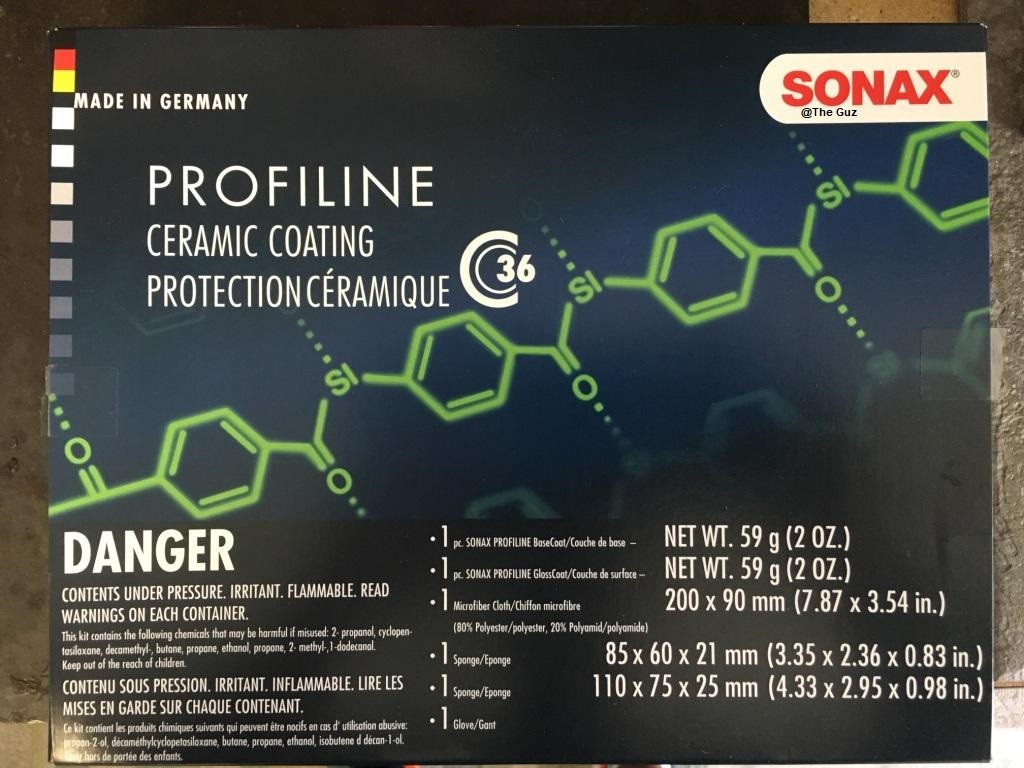 SONAX®
@The Guz
MADE IN GERMANY
PROFILINE
CERAMIC COATING
PROTECTION CÉRAMIQUE
CC36
Si
Si
Si
O
O
O
O
DANGER
CONTENTS UNDER PRESSURE. IRRITANT. FLAMMABLE. READ
WARNINGS ON EACH CONTAINER.
This kit contains the following chemicals that may be harmful if misused: 2- propanol, cyclopen-
tasiloxane, decamethyl-, butane, propane, ethanol, propane, 2- methyl-,1-dodecanol.
Keep out of the reach of children.
CONTENU SOUS PRESSION. IRRITANT. INFLAMMABLE. LIRE LES
MISES EN GARDE SUR CHAQUE CONTENANT.
Ce kit contient les produits chimiques suivants qui peuvent être nocifs en cas d' utilisation abusive:
propan-2-ol, décaméthylcyclopetasiloxane, butane, propane, ethanol, isobutene d décan-1-ol.
hors de portée des enfants.
• 1 pc. SONAX PROFILINE BaseCoat/Couche de base – NET WT. 59 g (2 OZ.)
• 1 pc. SONAX PROFILINE GlossCoat/Couche de surface – NET WT. 59 g (2 OZ.)
• 1 Microfiber Cloth/Chiffon microfibre 200 x 90 mm (7.87 x 3.54 in.)
(80% Polyester/polyester, 20% Polyamid/polyamide)
• 1 Sponge/Eponge 85 x 60 x 21 mm (3.35 x 2.36 x 0.83 in.)
• 1 Sponge/Eponge 110 x 75 x 25 mm (4.33 x 2.95 x 0.98 in.)
• 1 Glove/Gant